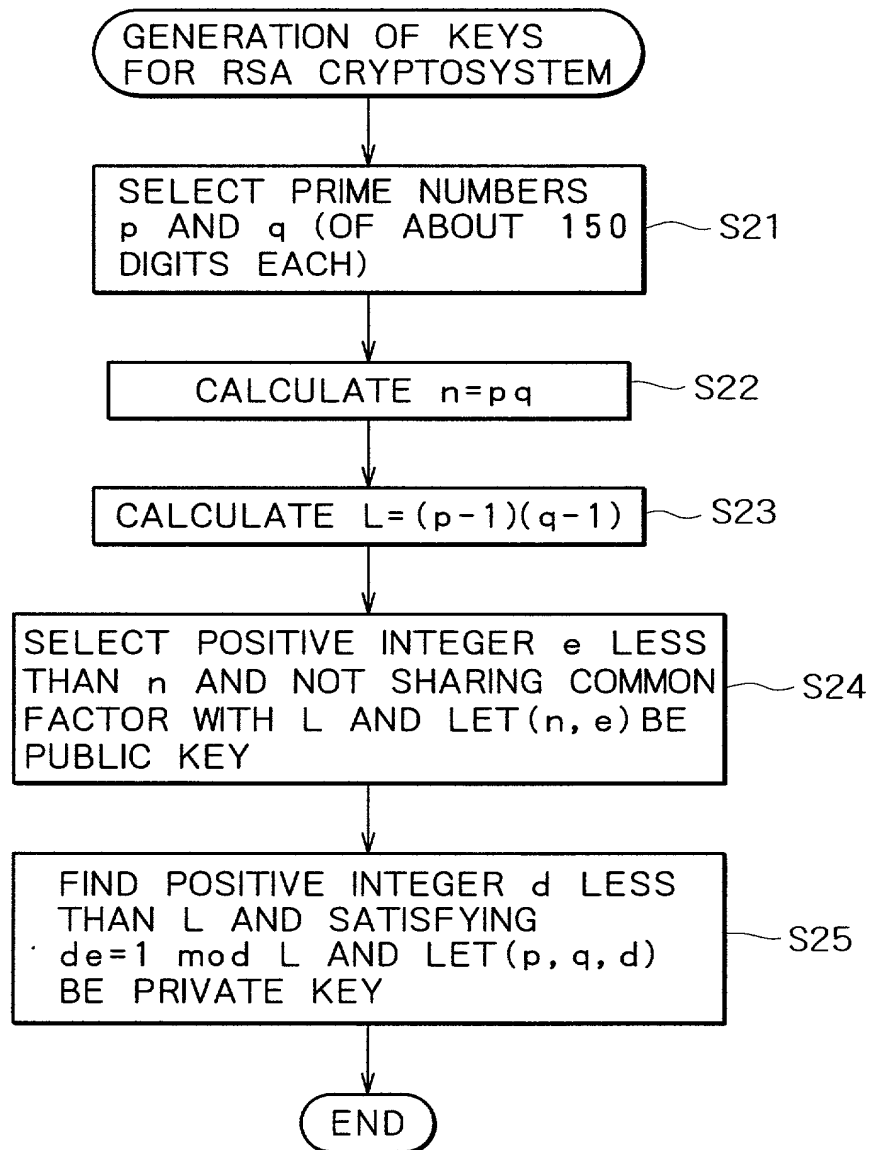 GENERATION OF KEYS
FOR RSA CRYPTOSYSTEM
SELECT PRIME NUMBERS
p AND q (OF ABOUT 150
DIGITS EACH)
S21
CALCULATE n=pq
S22
CALCULATE L=(p-1)(q-1)
S23
SELECT POSITIVE INTEGER e LESS
THAN n AND NOT SHARING COMMON
FACTOR WITH L AND LET(n,e)BE
PUBLIC KEY
S24
FIND POSITIVE INTEGER d LESS
THAN L AND SATISFYING
de=1 mod L AND LET(p,q,d)
BE PRIVATE KEY
S25
END